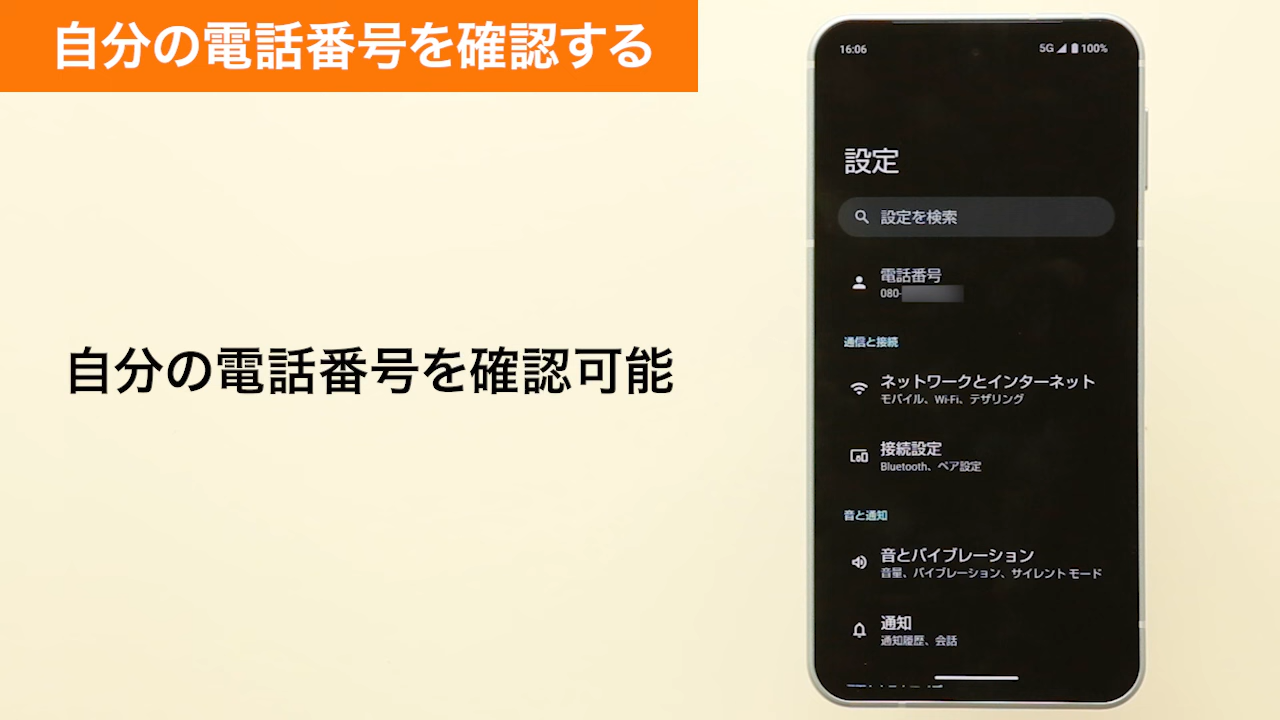 自分の電話番号を確認する
自分の電話番号を確認可能
16:06
5G 100%
設定
設定を検索
電話番号
080-
通信と接続
ネットワークとインターネット
モバイル、Wi-Fi、テザリング
接続設定
Bluetooth、ペア設定
音と通知
音とバイブレーション
音量、バイブレーション、サイレント モード
通知
通知履歴、会話